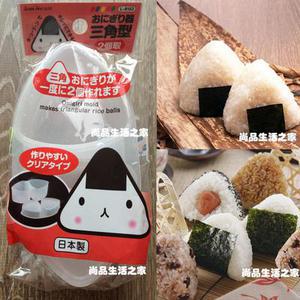 おにぎり器
三角型
2個取
三角おにぎりが
一度に2個作れます
Onigiri mold
makes triangular rice balls
作りやすい
クリアタイプ
日本製
尚品生活之家
尚品生活之家
尚品生活之家